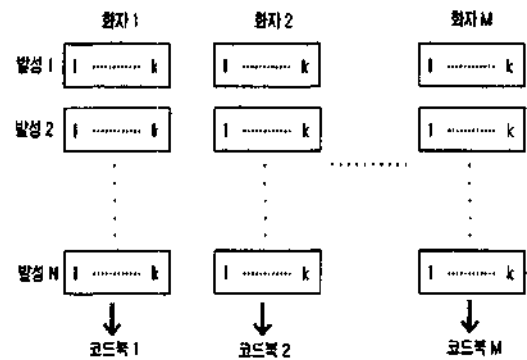 화자 1 화자 2 화자 M
발성 1 1 ---------- k 1 ---------- k 1 ---------- k
발성 2 1 ---------- k 1 ---------- k 1 ---------- k
발성 N 1 ---------- k 1 ---------- k 1 ---------- k
코드북 1 코드북 2 코드북 M